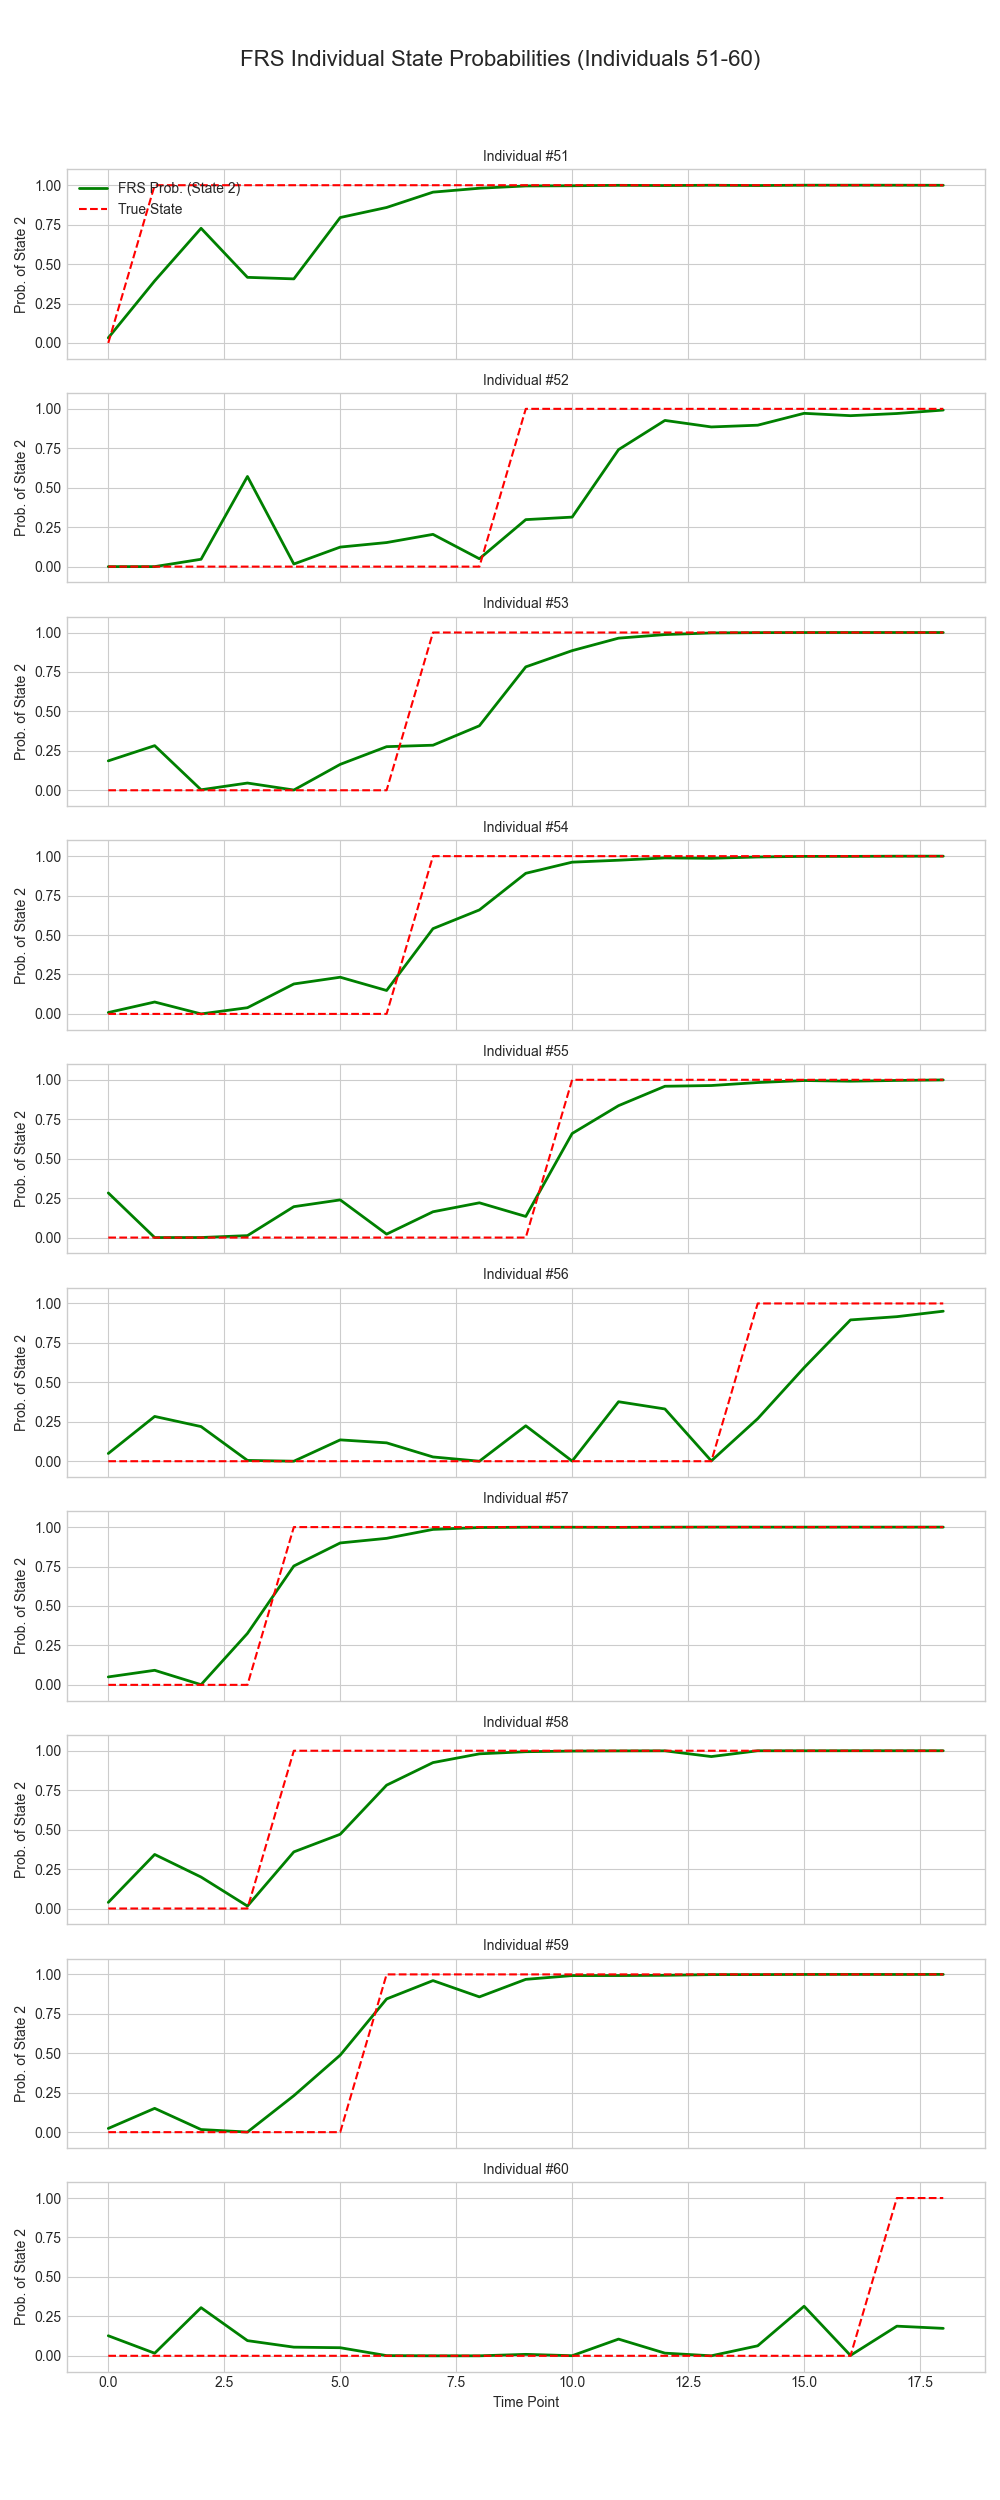 FRS Individual State Probabilities (Individuals 51-60)
Individual #51
FRS Prob. (State 2)
True State
Prob. of State 2
1.00
0.75
0.50
0.25
0.00
Individual #52
Prob. of State 2
1.00
0.75
0.50
0.25
0.00
Individual #53
Prob. of State 2
1.00
0.75
0.50
0.25
0.00
Individual #54
Prob. of State 2
1.00
0.75
0.50
0.25
0.00
Individual #55
Prob. of State 2
1.00
0.75
0.50
0.25
0.00
Individual #56
Prob. of State 2
1.00
0.75
0.50
0.25
0.00
Individual #57
Prob. of State 2
1.00
0.75
0.50
0.25
0.00
Individual #58
Prob. of State 2
1.00
0.75
0.50
0.25
0.00
Individual #59
Prob. of State 2
1.00
0.75
0.50
0.25
0.00
Individual #60
Prob. of State 2
1.00
0.75
0.50
0.25
0.00
0.0 2.5 5.0 7.5 10.0 12.5 15.0 17.5
Time Point